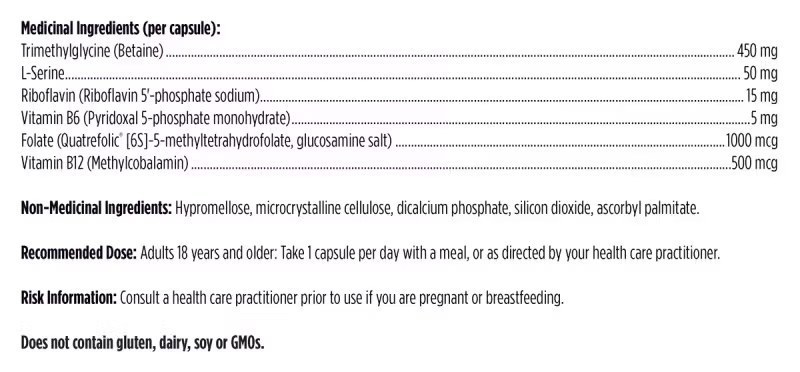 Medicinal Ingredients (per capsule):
Trimethylglycine (Betaine) 450 mg
L-Serine 50 mg
Riboflavin (Riboflavin 5'-phosphate sodium) 15 mg
Vitamin B6 (Pyridoxal 5-phosphate monohydrate) 5 mg
Folate (Quatrefolic® [6S]-5-methyltetrahydrofolate, glucosamine salt) 1000 mcg
Vitamin B12 (Methylcobalamin) 500 mcg
Non-Medicinal Ingredients: Hypromellose, microcrystalline cellulose, dicalcium phosphate, silicon dioxide, ascorbyl palmitate.
Recommended Dose: Adults 18 years and older: Take 1 capsule per day with a meal, or as directed by your health care practitioner.
Risk Information: Consult a health care practitioner prior to use if you are pregnant or breastfeeding.
Does not contain gluten, dairy, soy or GMOs.